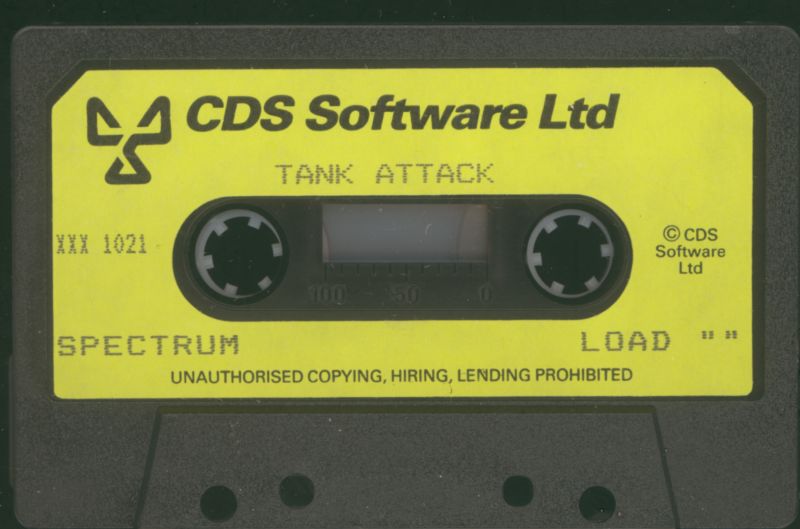 CDS Software Ltd
TANK ATTACK
XXX 1021
© CDS
Software
Ltd
100 50 0
SPECTRUM
LOAD ""
UNAUTHORISED COPYING, HIRING, LENDING PROHIBITED